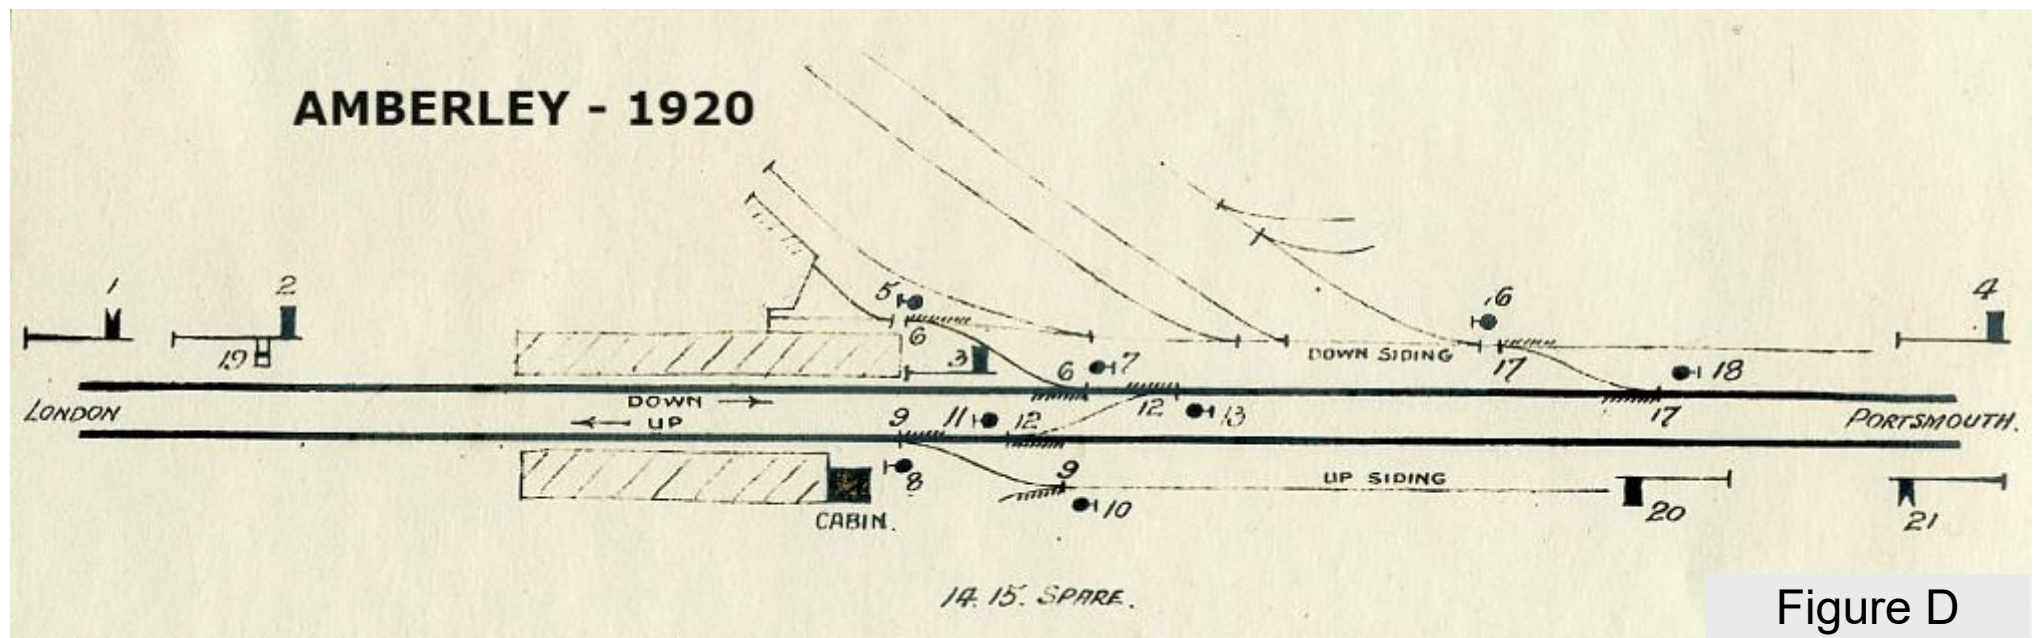 AMBERLEY - 1920
1
2
19
5
6
3
6
7
DOWN SIDING
16
17
18
17
4
LONDON
DOWN
UP
9
11
12
12
13
PORTSMOUTH.
8
9
10
UP SIDING
20
21
CABIN.
14. 15. SPARE.
Figure D